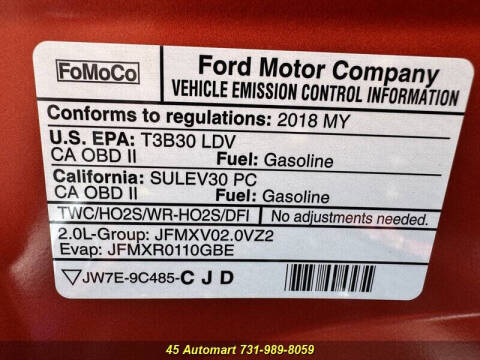 FoMoCo
Ford Motor Company
VEHICLE EMISSION CONTROL INFORMATION
Conforms to regulations: 2018 MY
U.S. EPA: T3B30 LDV
CA OBD II Fuel: Gasoline
California: SULEV30 PC
CA OBD II Fuel: Gasoline
TWC/HO2S/WR-HO2S/DFI No adjustments needed.
2.0L-Group: JFMXV02.0VZ2
Evap: JFMXR0110GBE
JW7E-9C485-C J D
45 Automart 731-989-8059